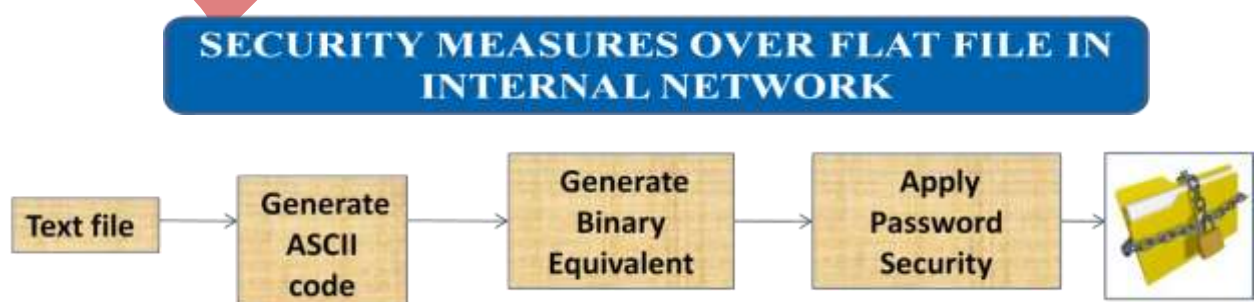 SECURITY MEASURES OVER FLAT FILE IN
INTERNAL NETWORK
Text file
Generate
ASCII
code
Generate
Binary
Equivalent
Apply
Password
Security